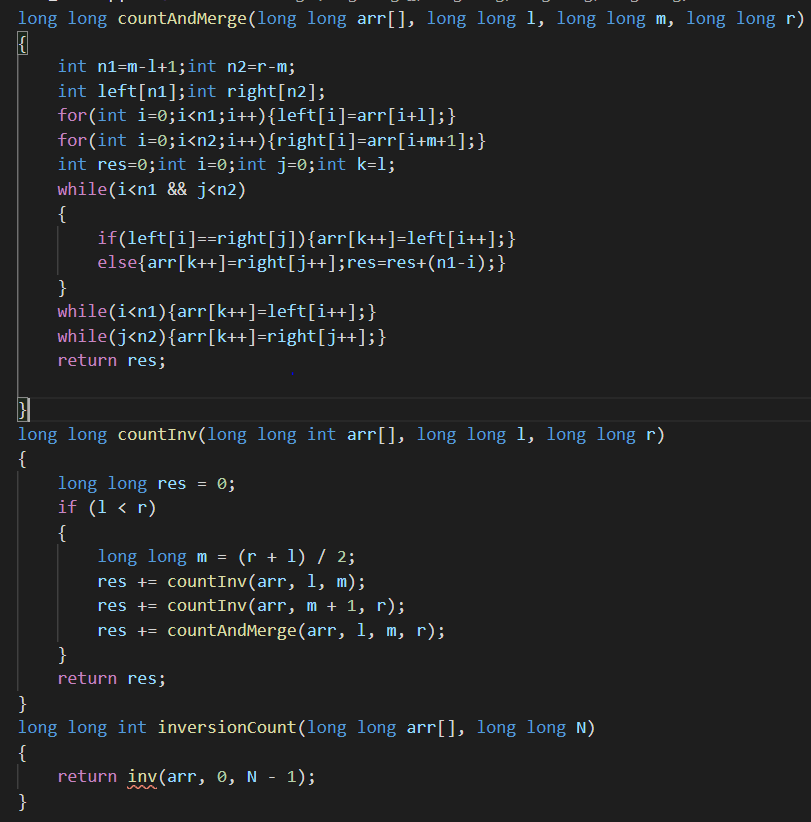 long long countAndMerge(long long arr[], long long l, long long m, long long r)
{
    int n1=m-l+1;int n2=r-m;
    int left[n1];int right[n2];
    for(int i=0;i<n1;i++){left[i]=arr[i+l];}
    for(int i=0;i<n2;i++){right[i]=arr[i+m+1];}
    int res=0;int i=0;int j=0;int k=l;
    while(i<n1 && j<n2)
    {
        if(left[i]==right[j]){arr[k++]=left[i++];}
        else{arr[k++]=right[j++];res=res+(n1-i);}
    }
    while(i<n1){arr[k++]=left[i++];}
    while(j<n2){arr[k++]=right[j++];}
    return res;
}
long long countInv(long long int arr[], long long l, long long r)
{
    long long res = 0;
    if (l < r)
    {
        long long m = (r + l) / 2;
        res += countInv(arr, l, m);
        res += countInv(arr, m + 1, r);
        res += countAndMerge(arr, l, m, r);
    }
    return res;
}
long long int inversionCount(long long arr[], long long N)
{
    return inv(arr, 0, N - 1);
}